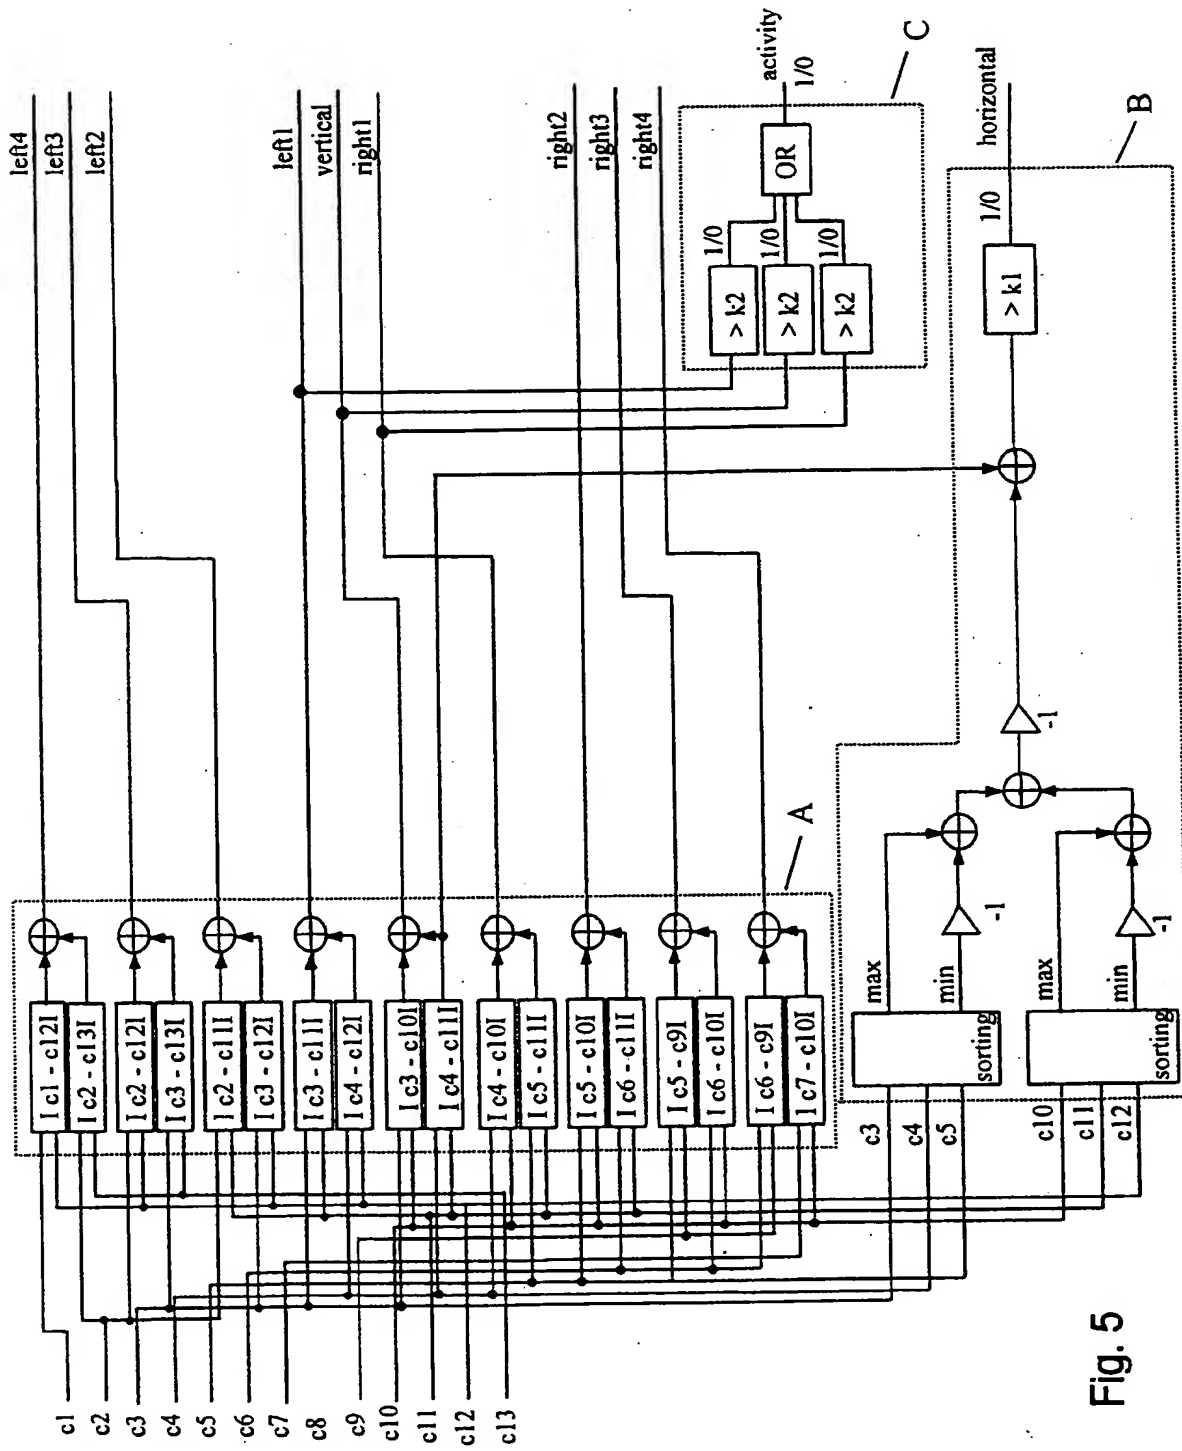 c1
c2
c3
c4
c5
c6
c7
c8
c9
c10
c11
c12
c13
I c1 - c12I
I c2 - c13I
I c2 - c12I
I c3 - c13I
I c2 - c11I
I c3 - c12I
I c3 - c11I
I c4 - c12I
I c3 - c10I
I c4 - c11I
I c4 - c10I
I c5 - c11I
I c5 - c10I
I c6 - c11I
I c5 - c9I
I c6 - c10I
I c6 - c9I
I c7 - c10I
A
left4
left3
left2
left1
vertical
right1
right2
right3
right4
> k2
> k2
> k2
1/0
1/0
1/0
OR
activity
1/0
C
c3
c4
c5
sorting
max
min
-1
c10
c11
c12
sorting
max
min
-1
-1
> k1
1/0
horizontal
B
Fig. 5